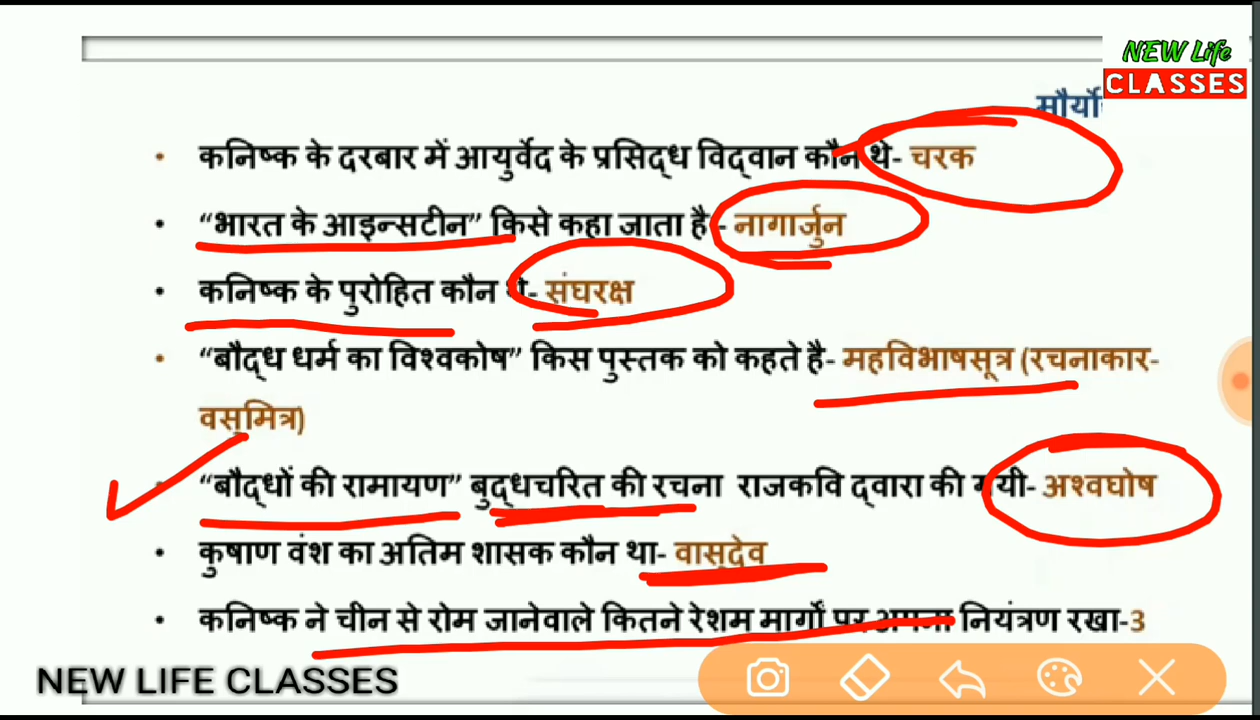 NEW Life
CLASSES
मौर्यो
• कनिष्क के दरबार में आयुर्वेद के प्रसिद्ध विद्वान कौन थे- चरक
• “भारत के आइन्सटीन” किसे कहा जाता है - नागार्जुन
• कनिष्क के पुरोहित कौन थे- संघरक्ष
• “बौद्ध धर्म का विश्वकोष” किस पुस्तक को कहते है- महविभाषसूत्र (रचनाकार-
वसुमित्र)
• “बौद्धों की रामायण” बुद्धचरित की रचना राजकवि द्वारा की गयी- अश्वघोष
• कुषाण वंश का अतिम शासक कौन था- वासुदेव
• कनिष्क ने चीन से रोम जानेवाले कितने रेशम मार्गों पर अपना नियंत्रण रखा-3
NEW LIFE CLASSES